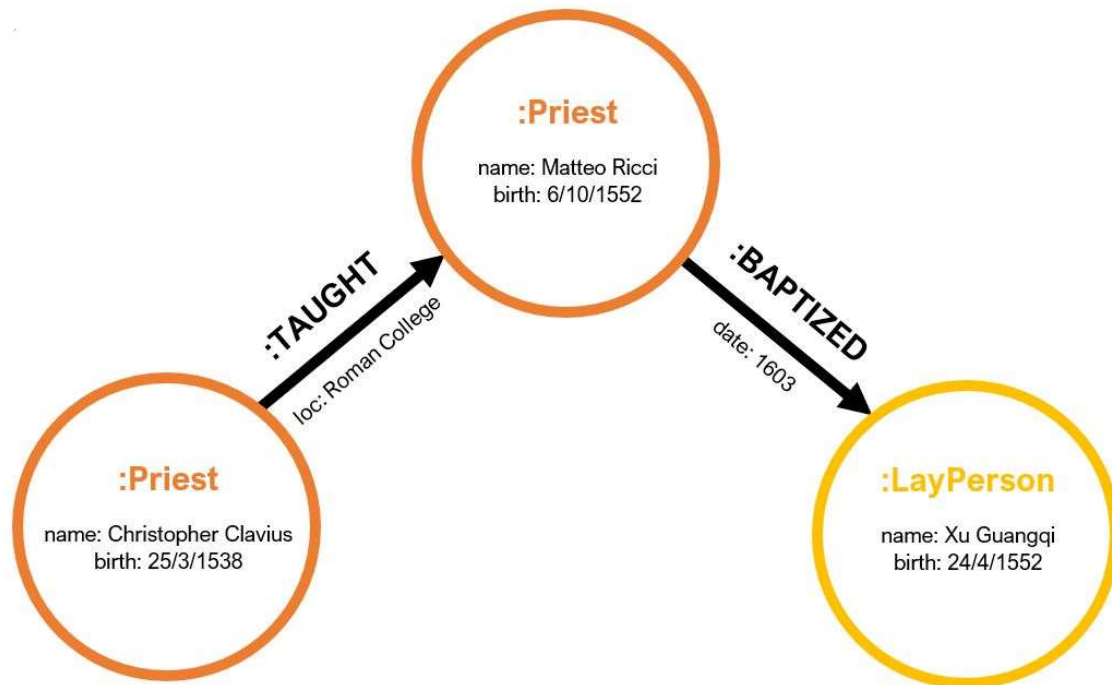 :Priest
name: Matteo Ricci
birth: 6/10/1552
:TAUGHT
loc: Roman College
:BAPTIZED
date: 1603
:Priest
name: Christopher Clavius
birth: 25/3/1538
:LayPerson
name: Xu Guangqi
birth: 24/4/1552